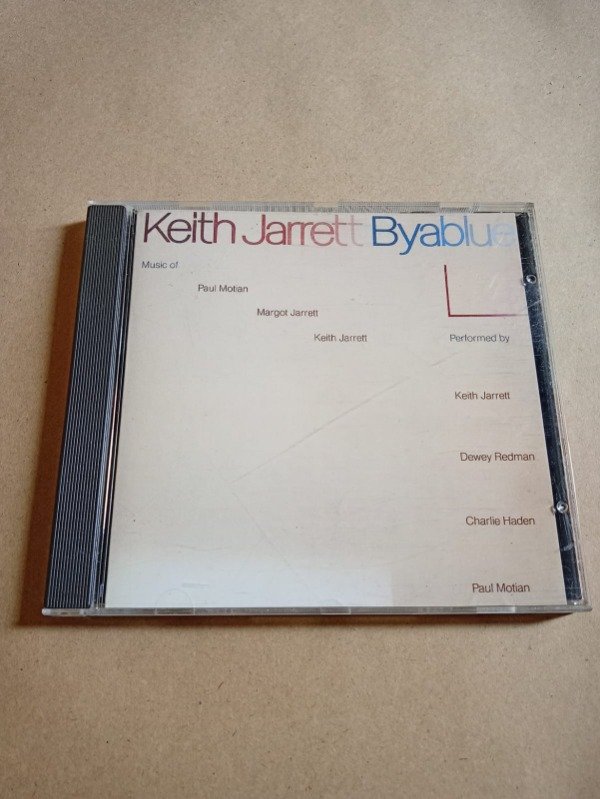 Keith Jarrett Byablue
Music of
Paul Motian
Margot Jarrett
Keith Jarrett
Performed by
Keith Jarrett
Dewey Redman
Charlie Haden
Paul Motian